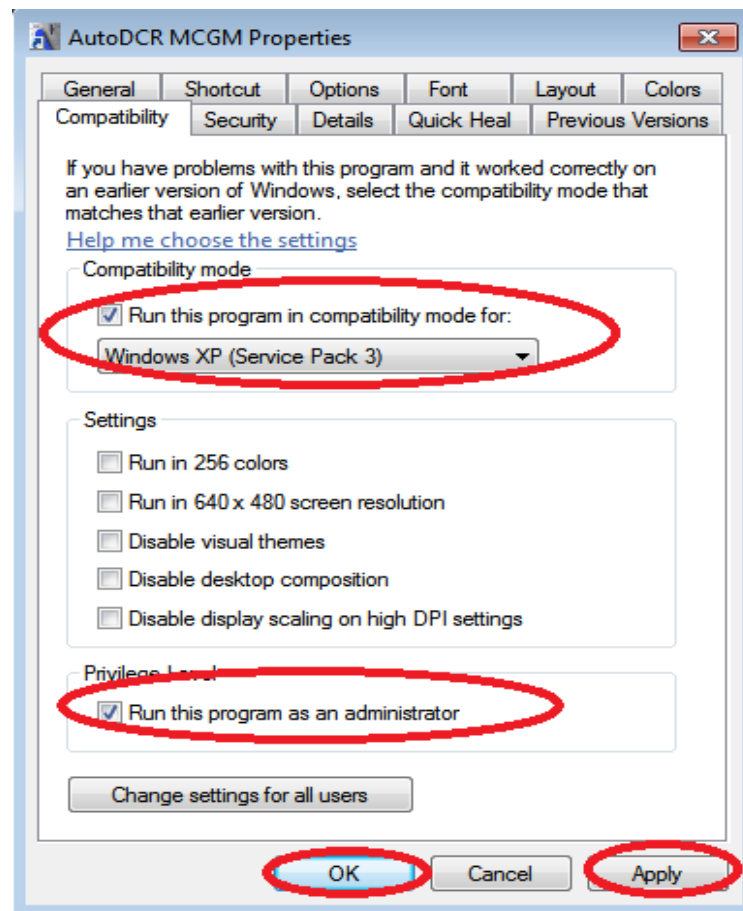 AutoDCR MCGM Properties
General Shortcut Options Font Layout Colors
Compatibility Security Details Quick Heal Previous Versions
If you have problems with this program and it worked correctly on
an earlier version of Windows, select the compatibility mode that
matches that earlier version.
Help me choose the settings
Compatibility mode
Run this program in compatibility mode for:
Windows XP (Service Pack 3)
Settings
Run in 256 colors
Run in 640 x 480 screen resolution
Disable visual themes
Disable desktop composition
Disable display scaling on high DPI settings
Privilege Level
Run this program as an administrator
Change settings for all users
OK Cancel Apply